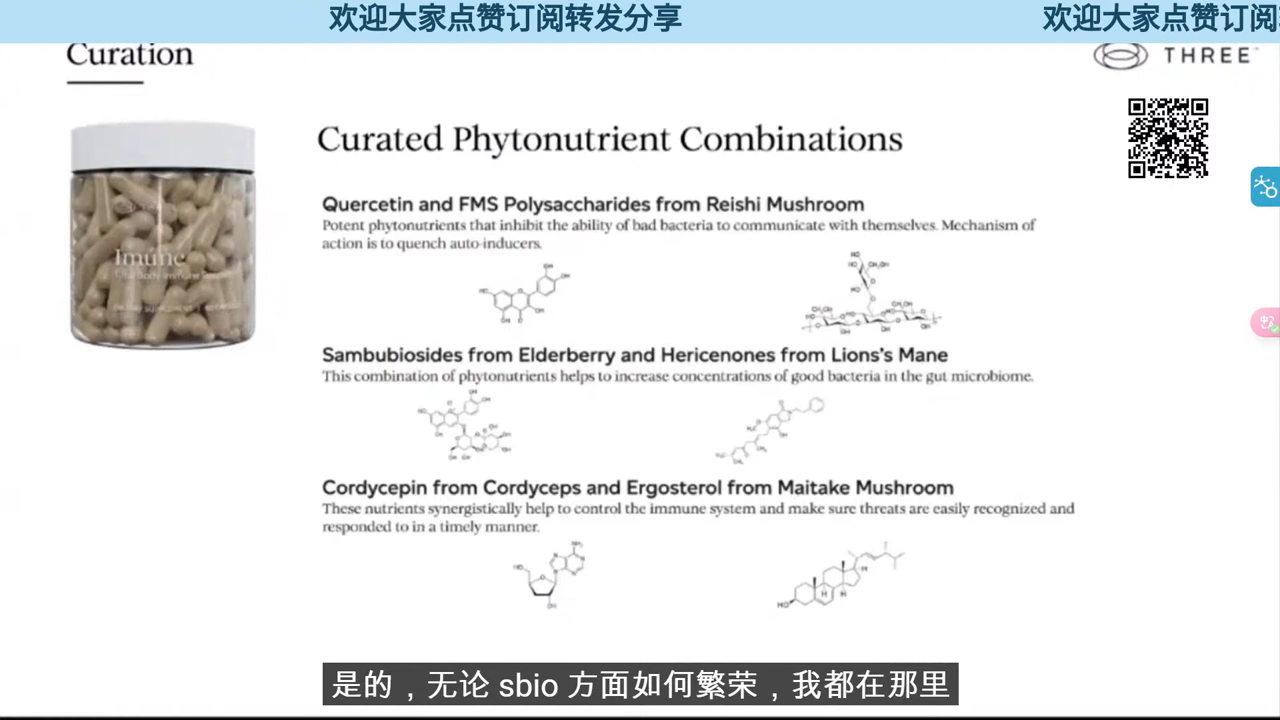 欢迎大家点赞订阅转发分享
欢迎大家点赞订阅
Curation
THREE
Curated Phytonutrient Combinations
Quercetin and FMS Polysaccharides from Reishi Mushroom
Potent phytonutrients that inhibit the ability of bad bacteria to communicate with themselves. Mechanism of
action is to quench auto-inducers.
Imúne
Sambubiosides from Elderberry and Hericenones from Lions's Mane
This combination of phytonutrients helps to increase concentrations of good bacteria in the gut microbiome.
Cordycepin from Cordyceps and Ergosterol from Maitake Mushroom
These nutrients synergistically help to control the immune system and make sure threats are easily recognized and
responded to in a timely manner.
是的，无论 sbio 方面如何繁荣，我都在那里